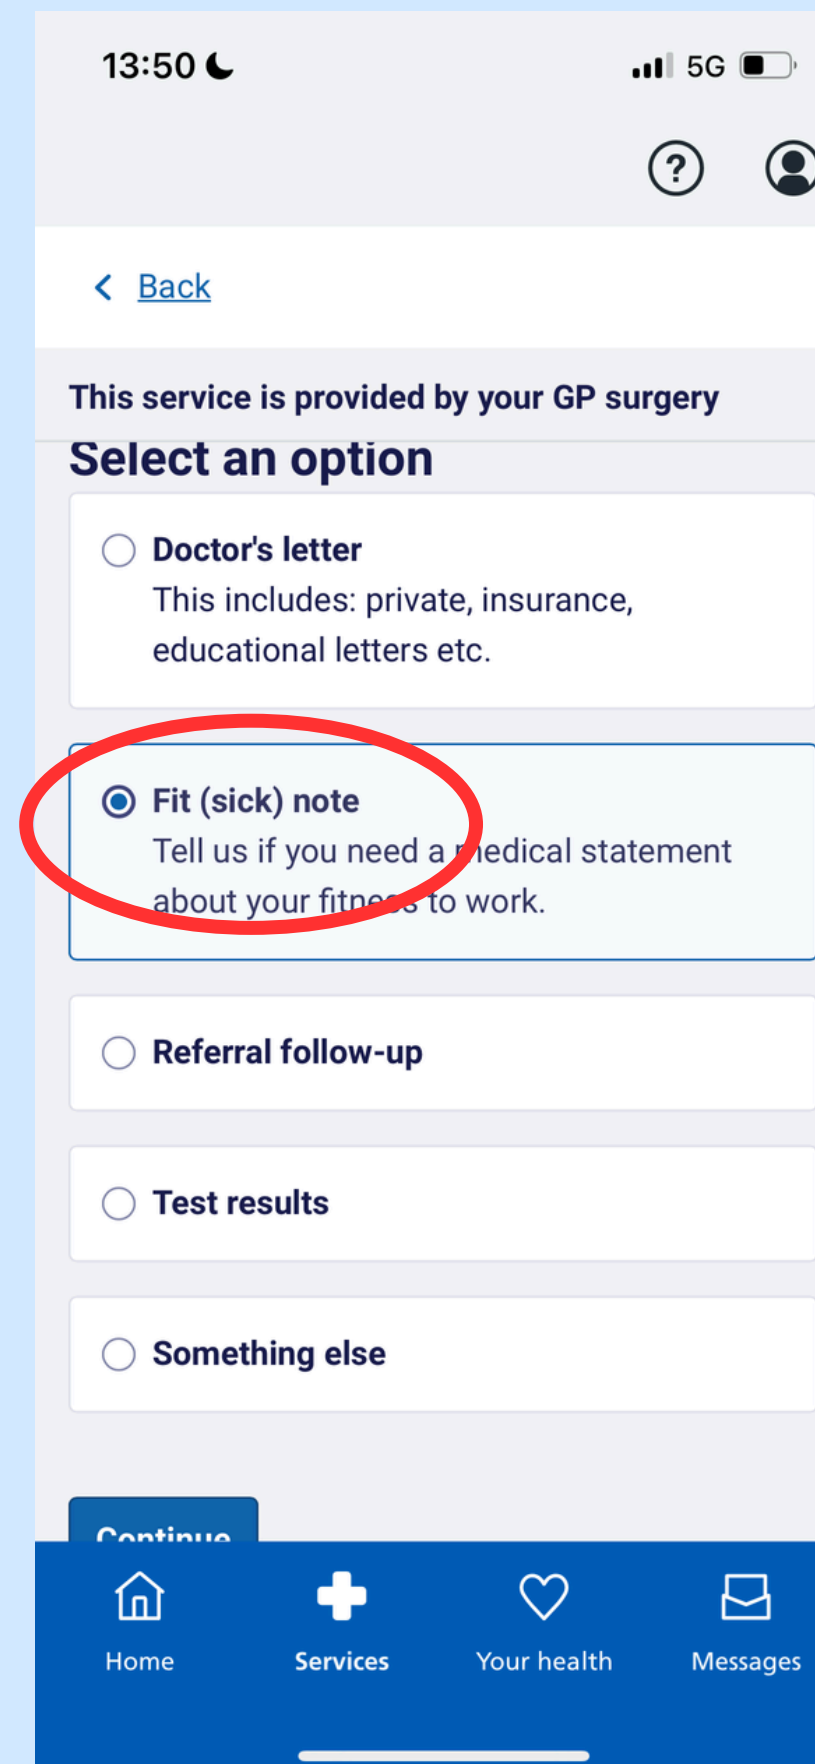 13:50
5G
?
Back
This service is provided by your GP surgery
Select an option
Doctor's letter
This includes: private, insurance,
educational letters etc.
Fit (sick) note
Tell us if you need a medical statement
about your fitness to work.
Referral follow-up
Test results
Something else
Continue
Home
Services
Your health
Messages